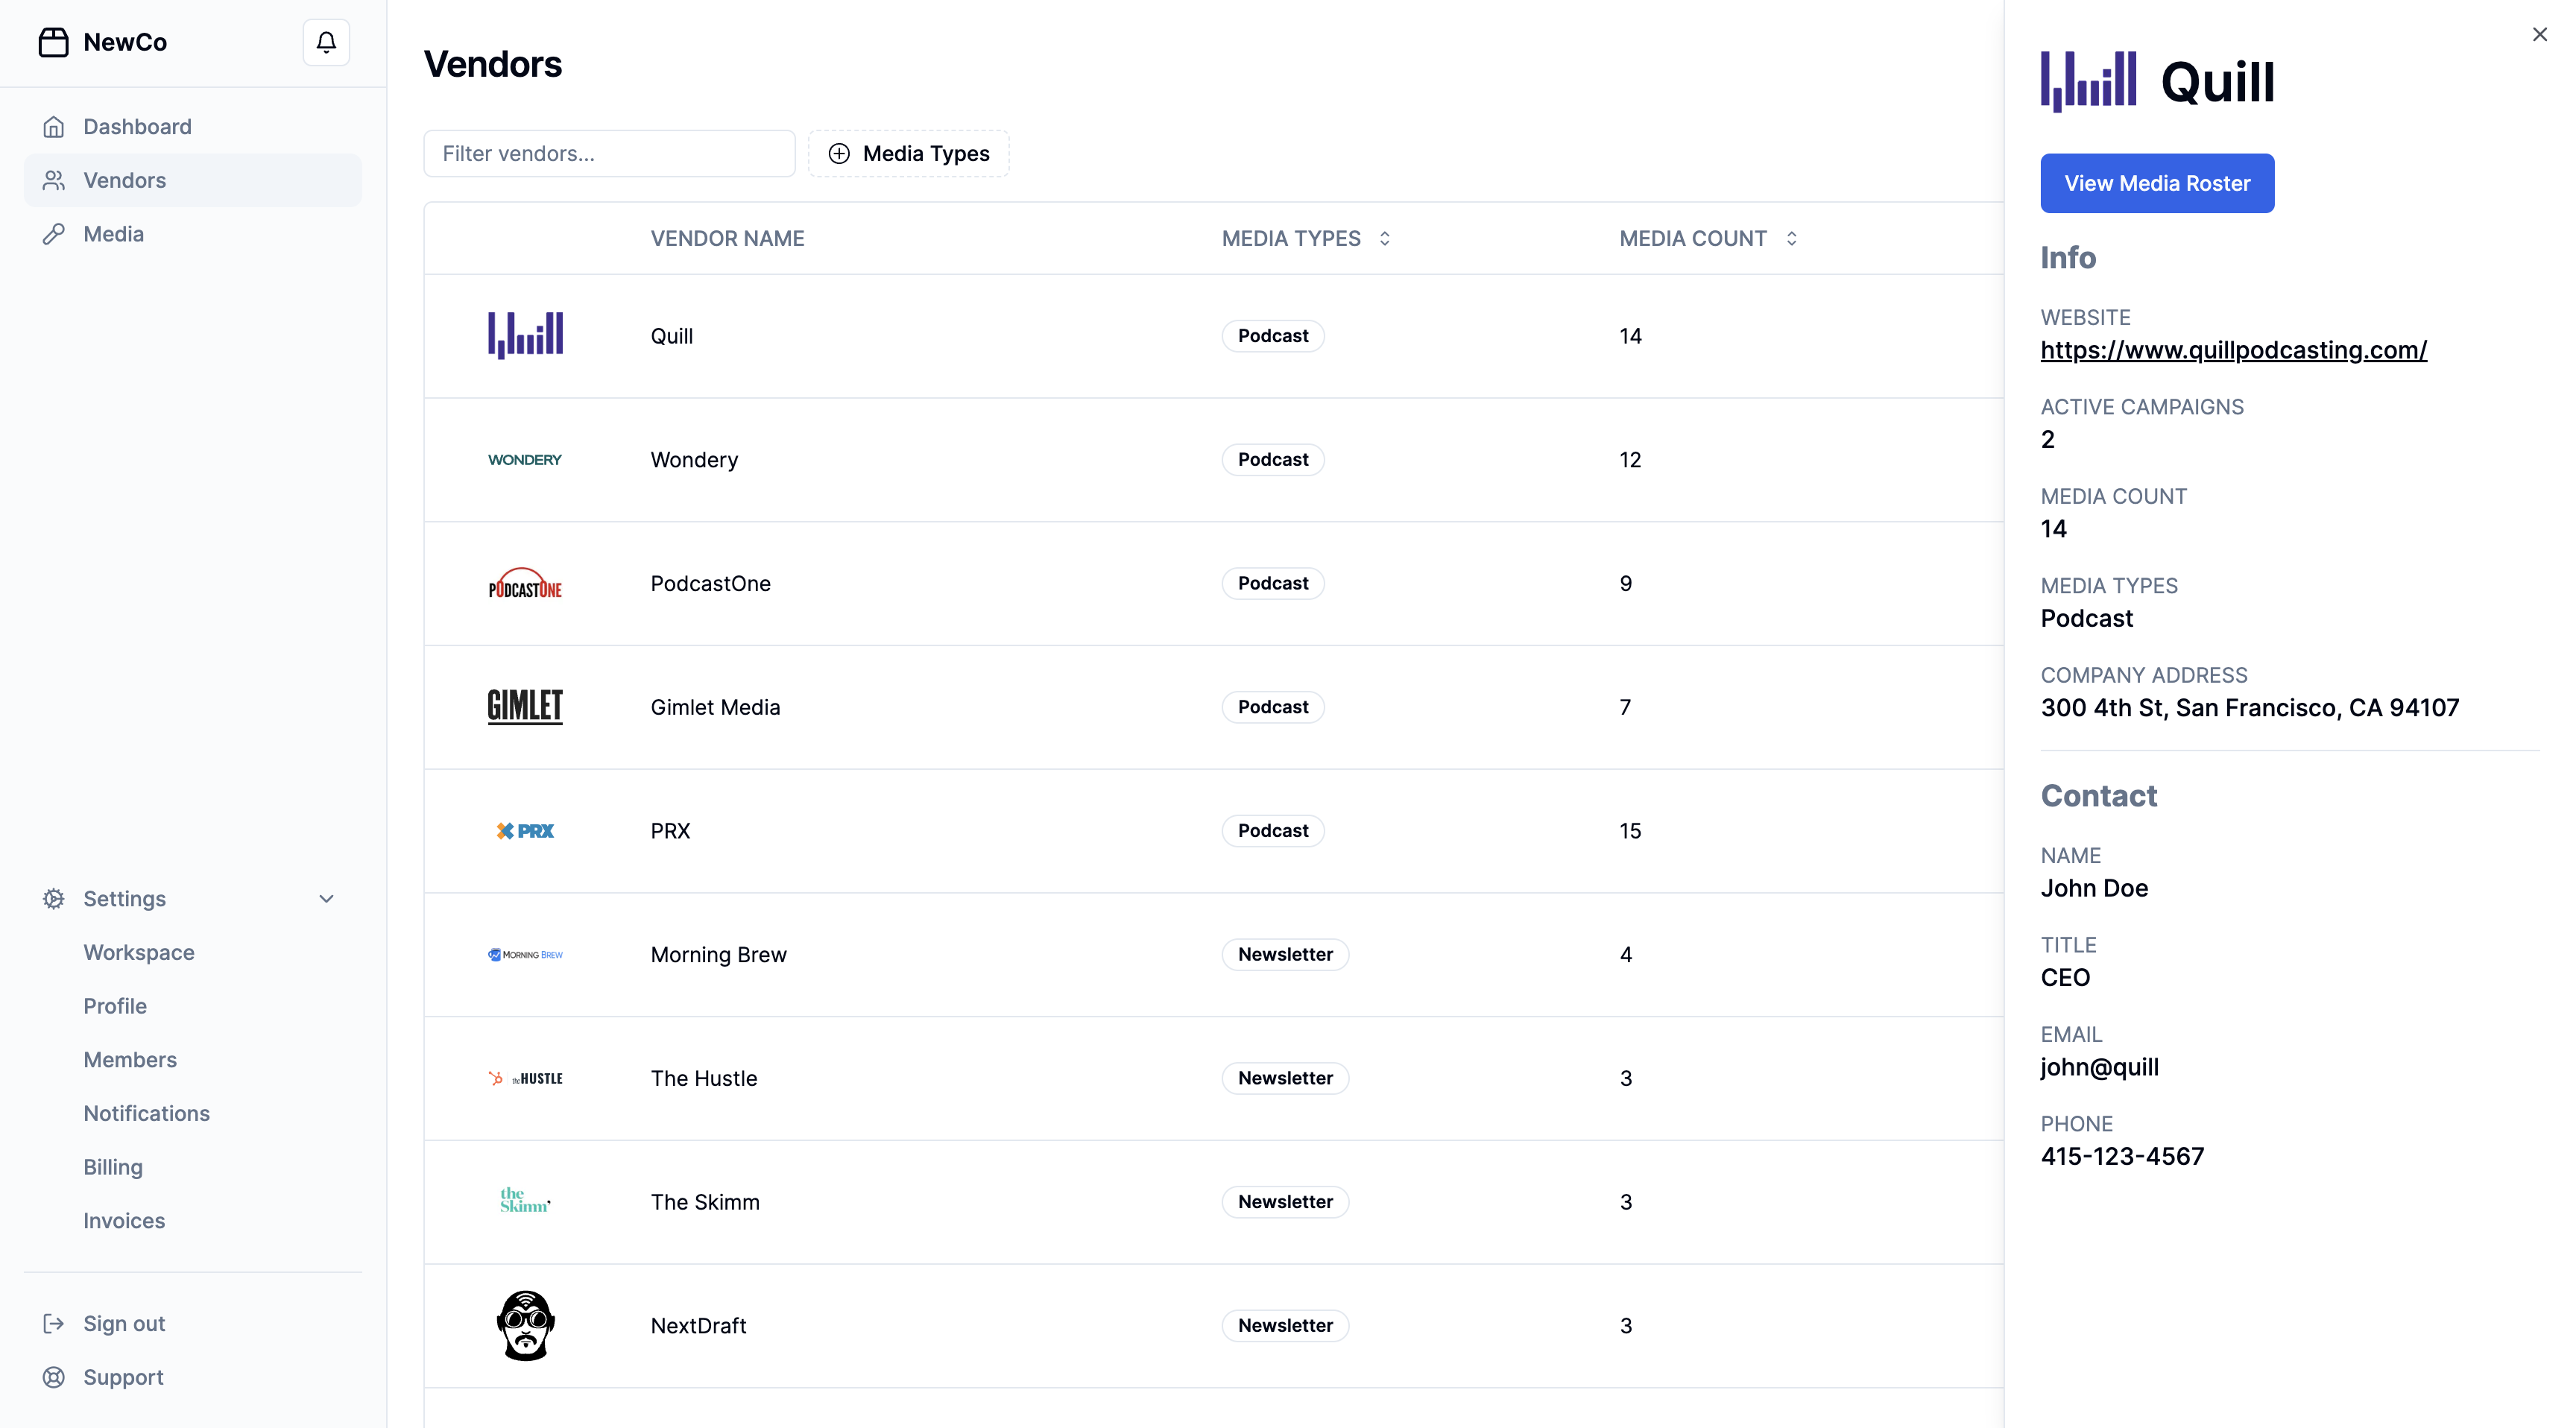 NewCo
Dashboard
Vendors
Media
Settings
Workspace
Profile
Members
Notifications
Billing
Invoices
Sign out
Support
Vendors
Filter vendors...
Media Types
VENDOR NAME MEDIA TYPES MEDIA COUNT
Quill Podcast 14
WONDERY Wondery Podcast 12
PODCASTONE PodcastOne Podcast 9
GIMLET Gimlet Media Podcast 7
PRX PRX Podcast 15
MORNING BREW Morning Brew Newsletter 4
the HUSTLE The Hustle Newsletter 3
the
Skimm The Skimm Newsletter 3
NextDraft Newsletter 3
Quill
Quill
View Media Roster
Info
WEBSITE
https://www.quillpodcasting.com/
ACTIVE CAMPAIGNS
2
MEDIA COUNT
14
MEDIA TYPES
Podcast
COMPANY ADDRESS
300 4th St, San Francisco, CA 94107
Contact
NAME
John Doe
TITLE
CEO
EMAIL
john@quill
PHONE
415-123-4567